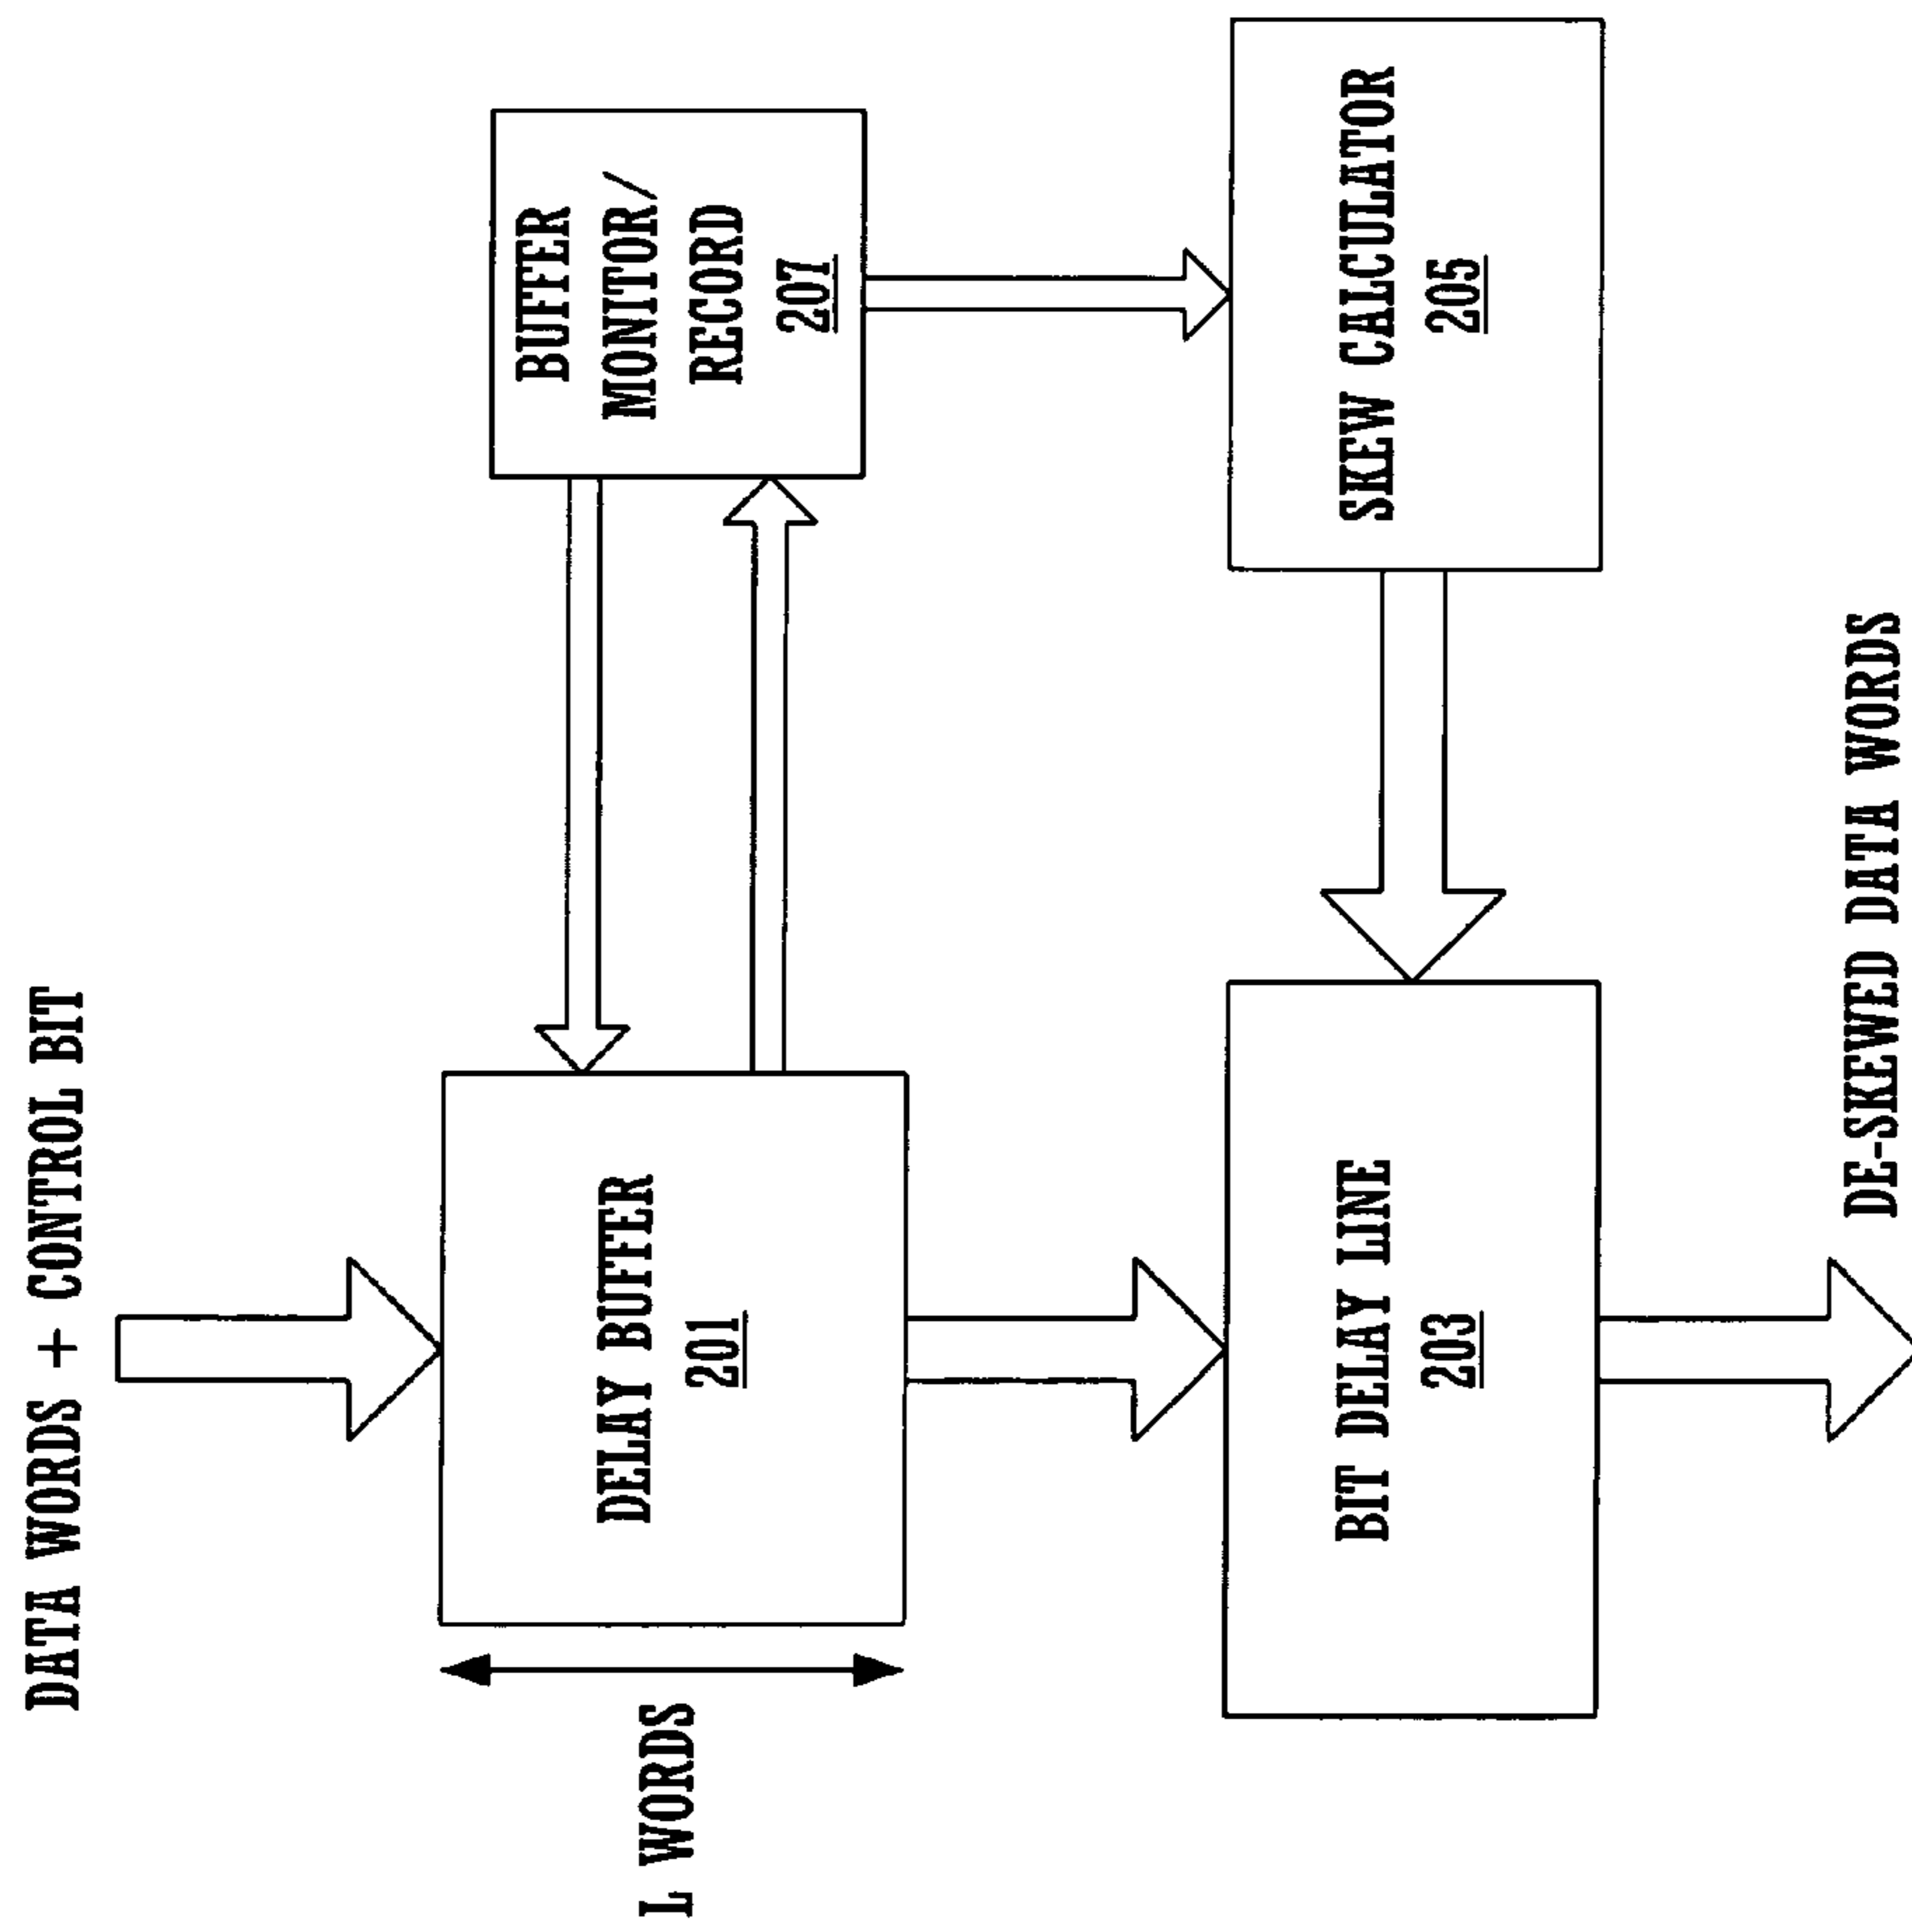 DATA WORDS + CONTROL BIT
L WORDS
DELAY BUFFER
201
BUFFER
MONITOR/
RECORD
207
BIT DELAY LINE
203
SKEW CALCULATOR
205
DE-SKEWED DATA WORDS